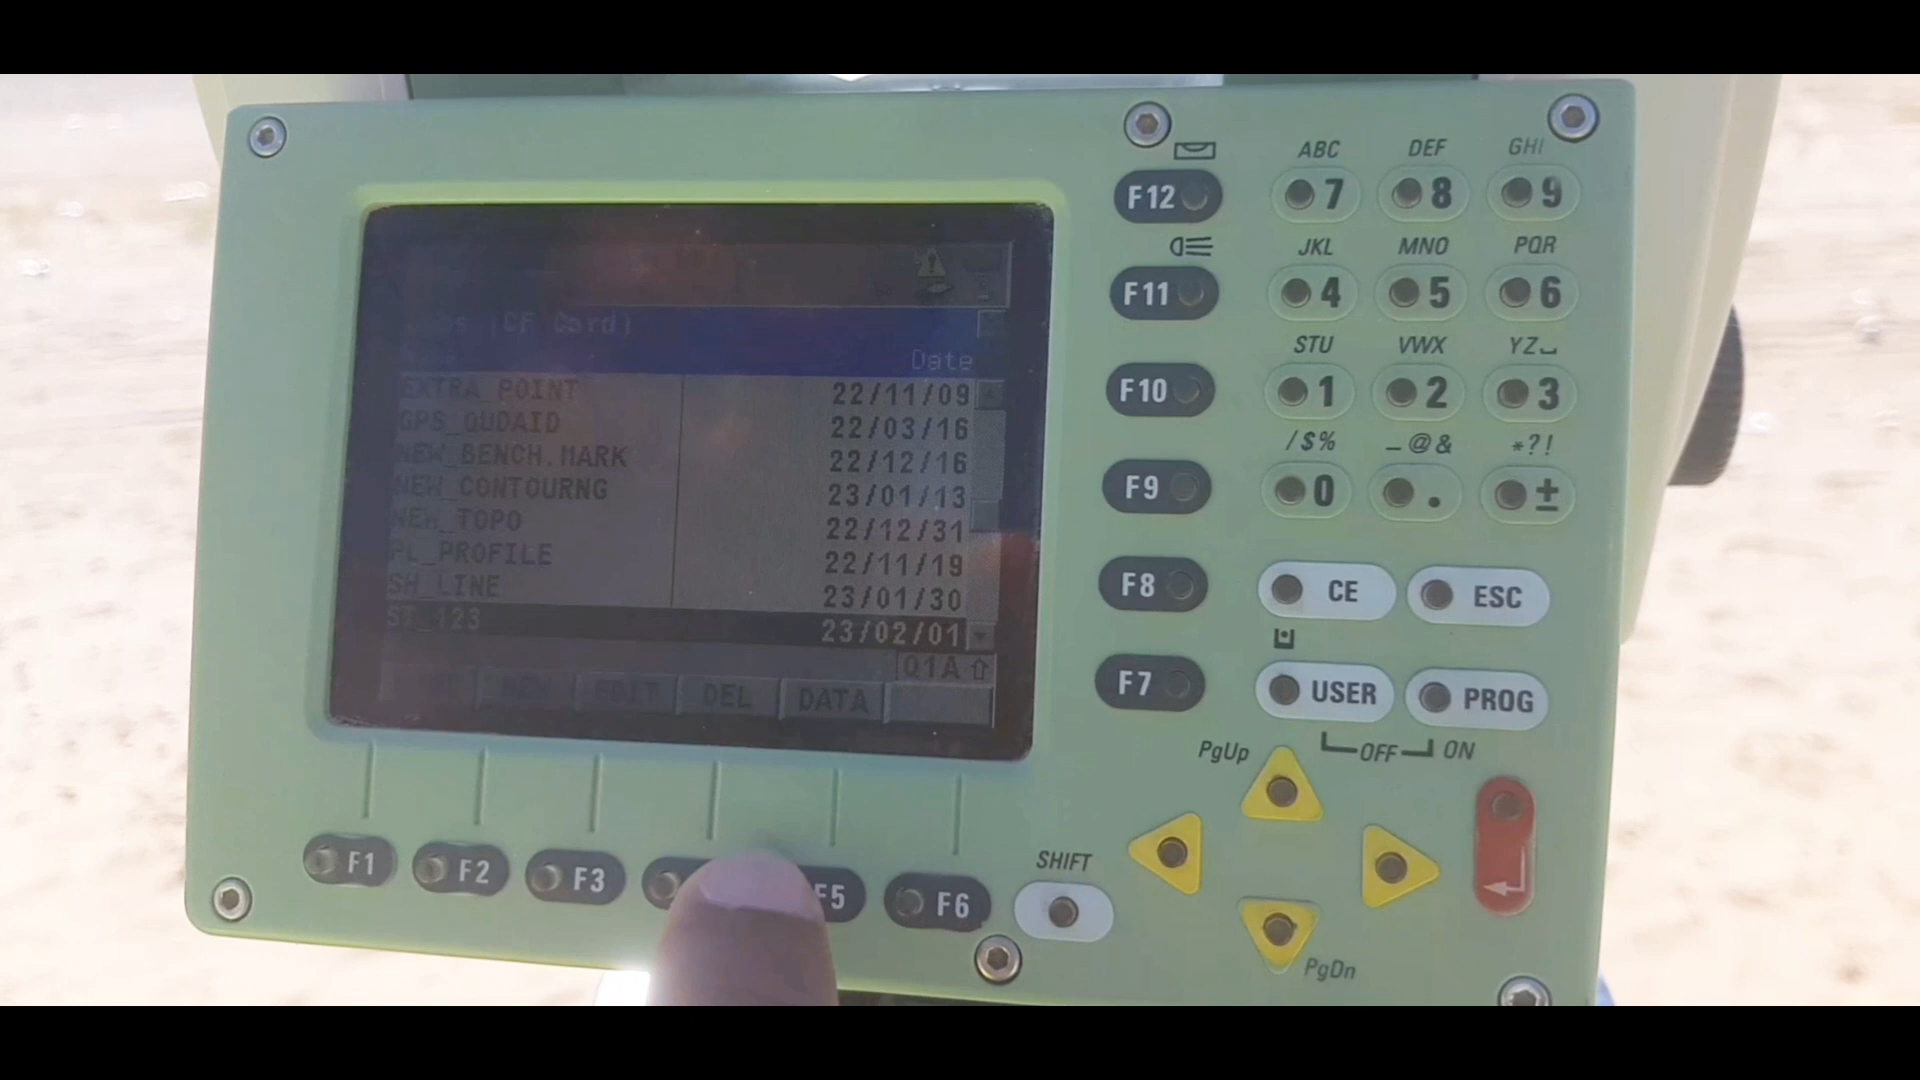 (CF Card)
Date
EXTRA POINT 22/11/09
GPS_QUDAID 22/03/16
NEW_BENCH.MARK 22/12/16
NEW_CONTOURNG 23/01/13
NEW_TOPO 22/12/31
PL_PROFILE 22/11/19
SH_LINE 23/01/30
ST_123 23/02/01
Q1A
NEW EDIT DEL DATA
F1 F2 F3 F5 F6
SHIFT
F12
F11
F10
F9
F8
F7
ABC DEF GHI
7 8 9
JKL MNO PQR
4 5 6
STU VWX YZ
1 2 3
/$% _@& *?!
0 . ±
CE ESC
USER PROG
OFF ON
PgUp
PgDn